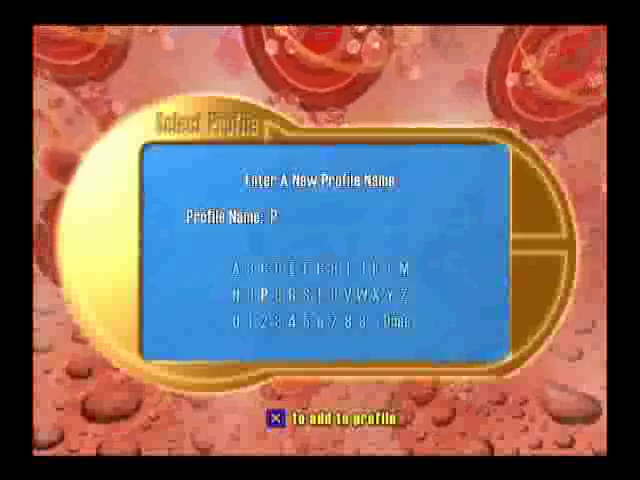 Select Profile
Enter A New Profile Name
Profile Name: P
A B C D E F G H I J K L M
N O P Q R S T U V W X Y Z
0 1 2 3 4 5 6 7 8 9 Done
X to add to profile